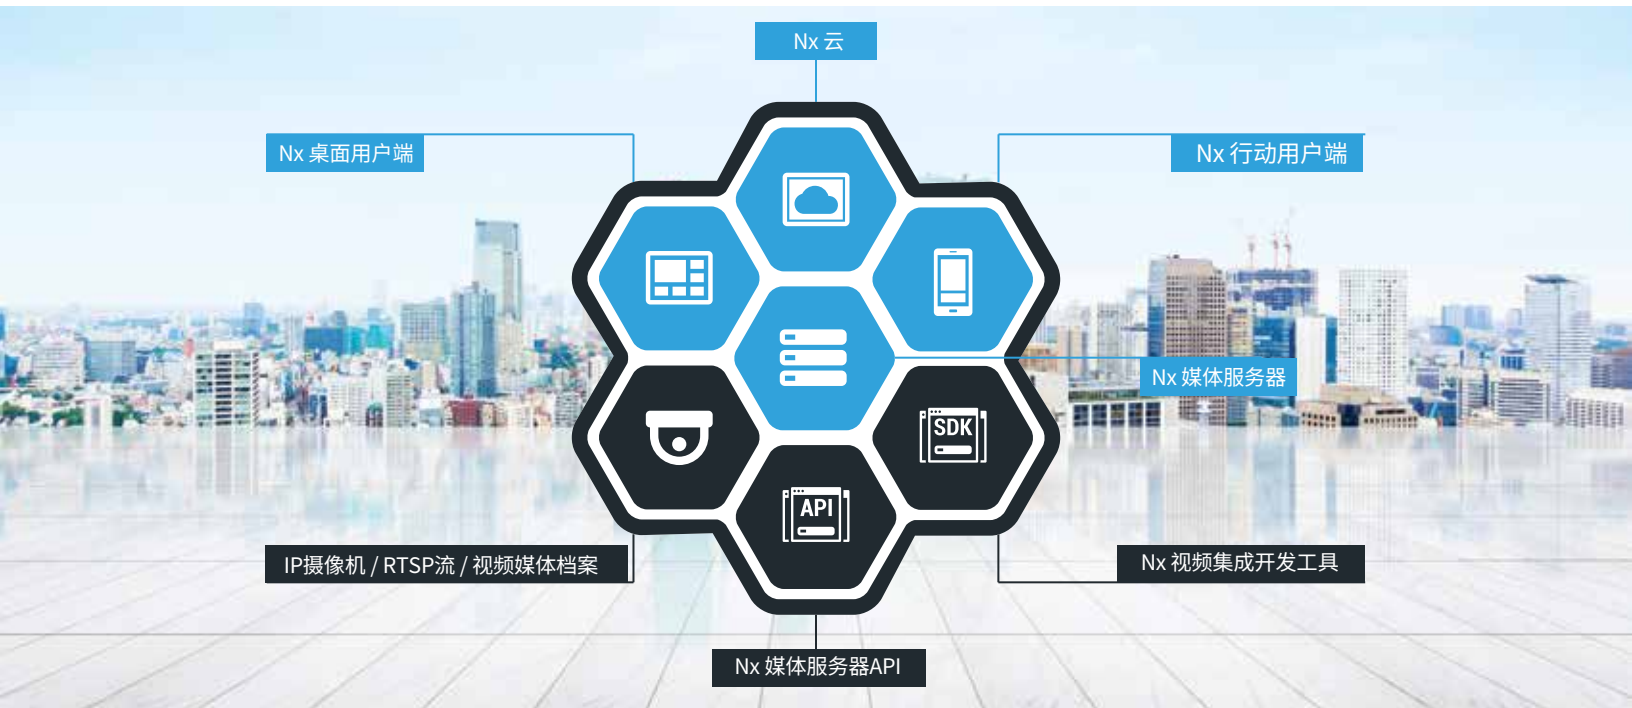 Nx 云
Nx 桌面用户端
Nx 行动用户端
Nx 媒体服务器
SDK
API
IP摄像机 / RTSP流 / 视频媒体档案
Nx 视频集成开发工具
Nx 媒体服务器API